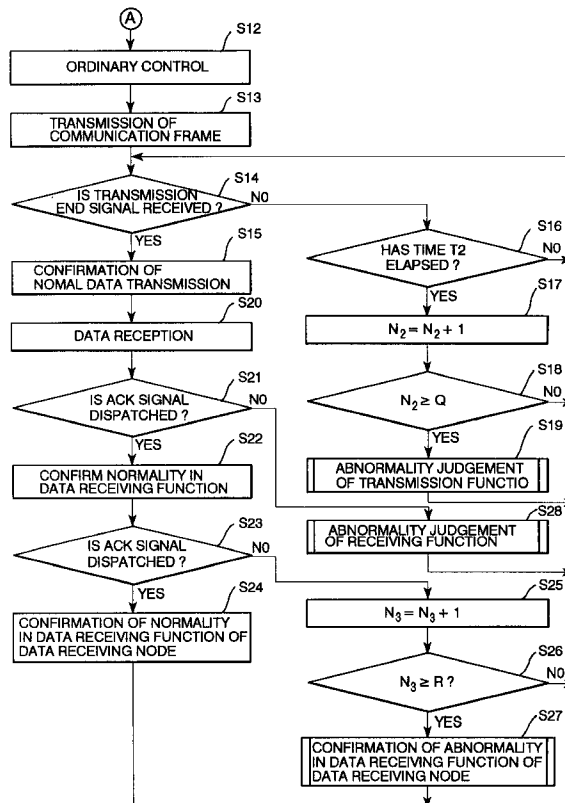 A
S12
ORDINARY CONTROL
S13
TRANSMISSION OF
COMMUNICATION FRAME
S14
IS TRANSMISSION
END SIGNAL RECEIVED ?
NO
YES
S15
CONFIRMATION OF
NOMAL DATA TRANSMISSION
S16
HAS TIME T2
ELAPSED ?
NO
YES
S17
N2 = N2 + 1
S18
N2 ≥ Q
NO
YES
S19
ABNORMALITY JUDGEMENT
OF TRANSMISSION FUNCTIO
S20
DATA RECEPTION
S21
IS ACK SIGNAL
DISPATCHED ?
NO
YES
S22
CONFIRM NORMALITY IN
DATA RECEIVING FUNCTION
S28
ABNORMALITY JUDGEMENT
OF RECEIVING FUNCTION
S23
IS ACK SIGNAL
DISPATCHED ?
NO
YES
S24
CONFIRMATION OF NORMALITY
IN DATA RECEIVING FUNCTION OF
DATA RECEIVING NODE
S25
N3 = N3 + 1
S26
N3 ≥ R ?
NO
YES
S27
CONFIRMATION OF ABNORMALITY
IN DATA RECEIVING FUNCTION OF
DATA RECEIVING NODE